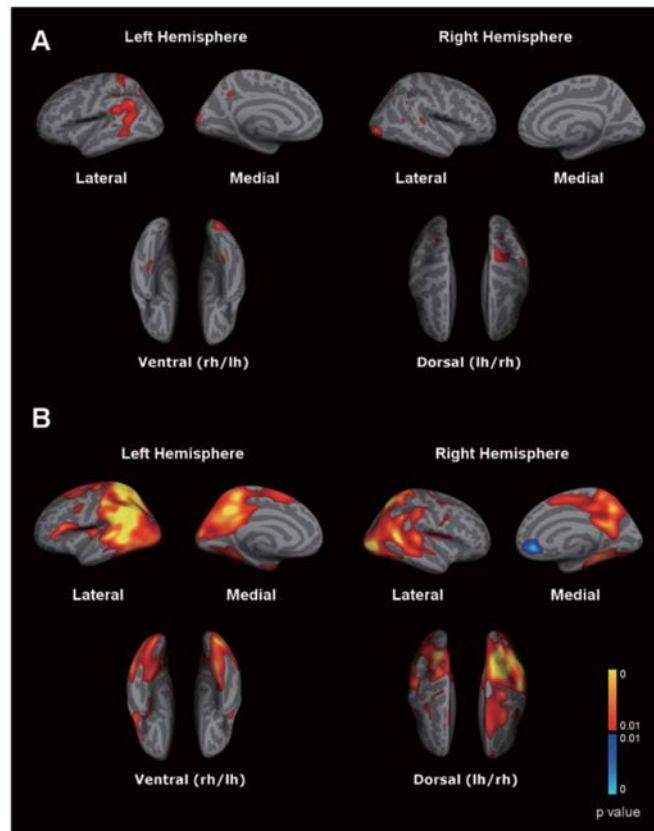 A
Left Hemisphere Right Hemisphere
Lateral Medial Lateral Medial
Ventral (rh/lh) Dorsal (lh/rh)
B
Left Hemisphere Right Hemisphere
Lateral Medial Lateral Medial
0
0.01
0.01
0
Ventral (rh/lh) Dorsal (lh/rh)
p value